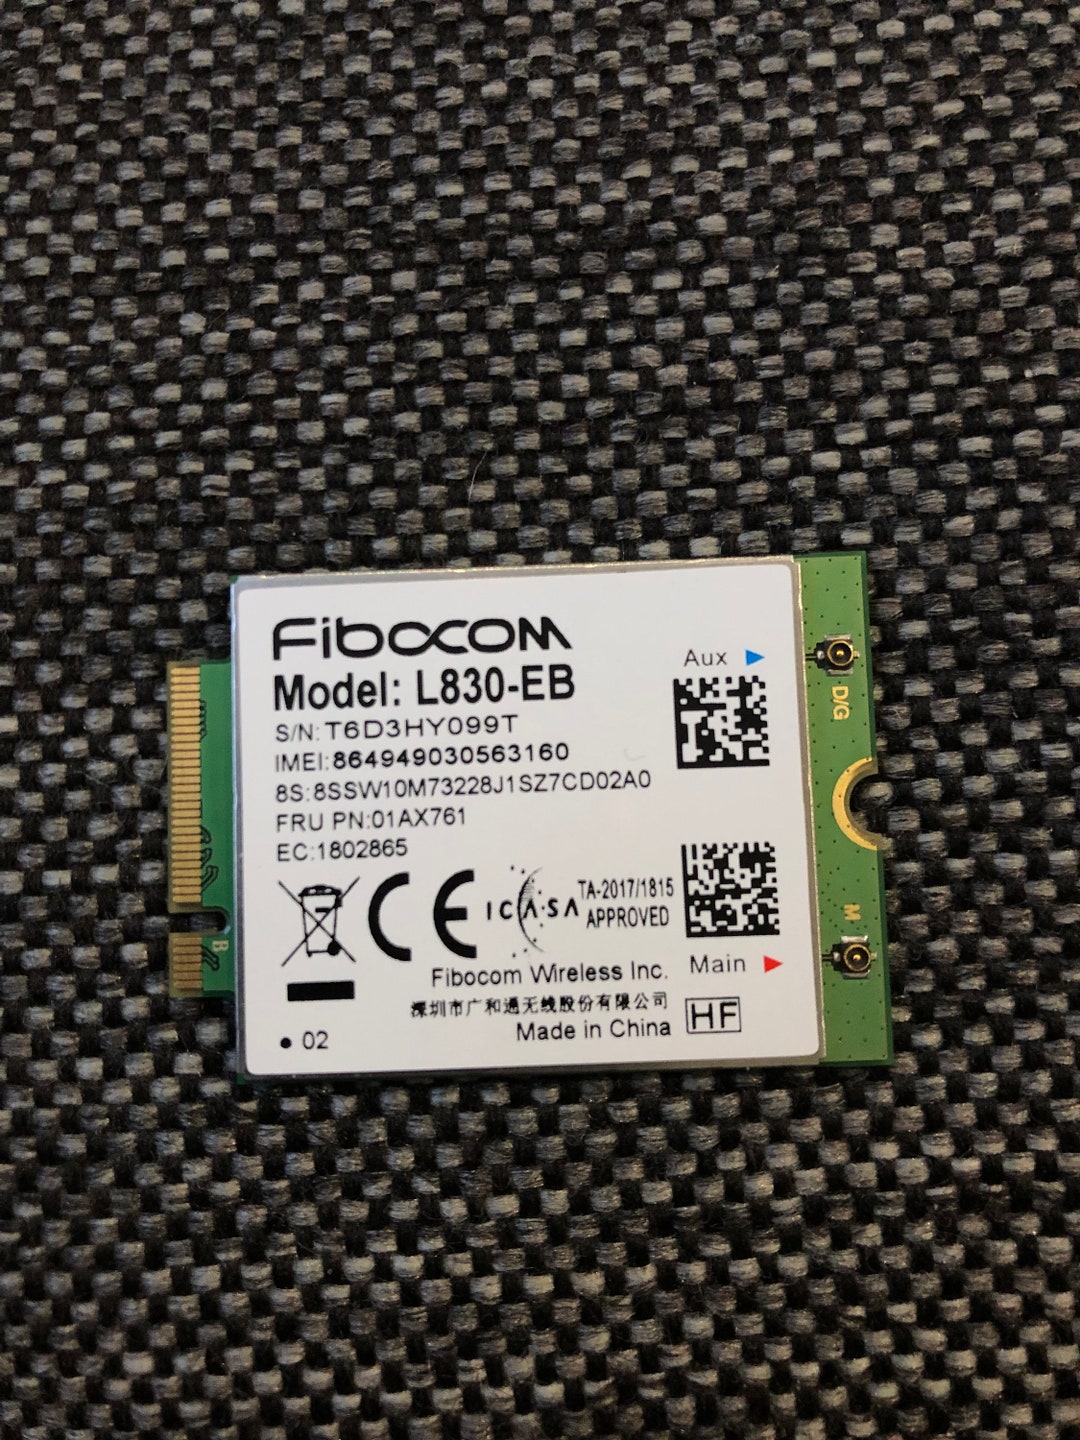 Fibocom
Model: L830-EB
S/N: T6D3HY099T
IMEI:864949030563160
8S:8SSW10M73228J1SZ7CD02A0
FRU PN:01AX761
EC:1802865
Aux
D/G
CE
ICASA
TA-2017/1815
APPROVED
M
B
Fibocom Wireless Inc.
Main
深圳市广和通无线股份有限公司
HF
Made in China
02